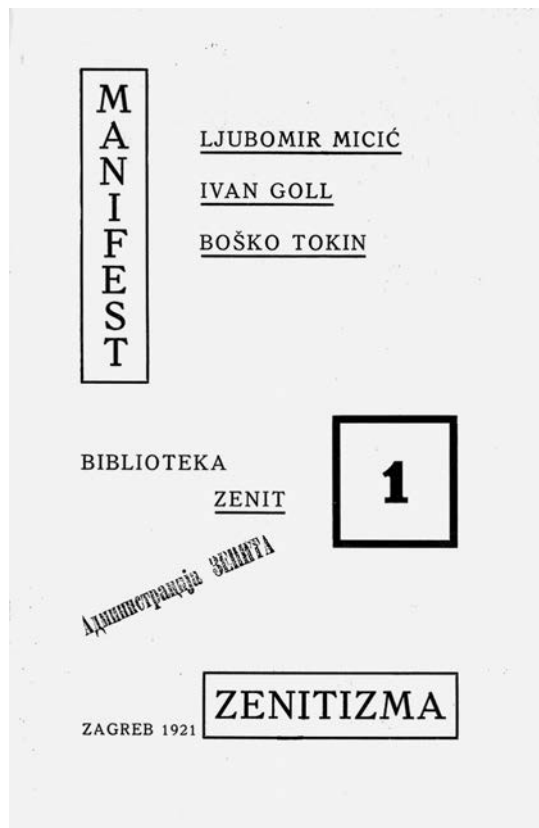 MANIFEST
LJUBOMIR MICIĆ
IVAN GOLL
BOŠKO TOKIN
BIBLIOTEKA
ZENIT
1
Администрација ЗЕНИТА
ZENITIZMA
ZAGREB 1921